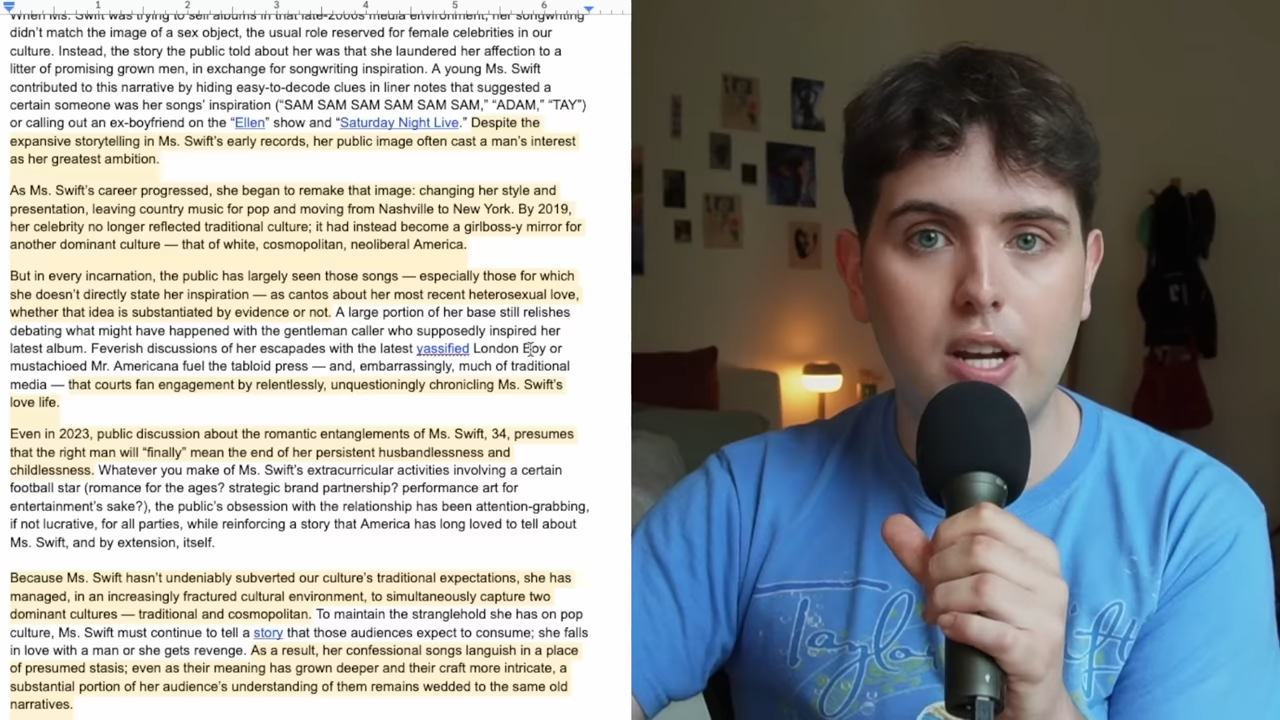 1 2 3 4 5 6
When Ms. Swift was trying to sell albums in that late-2000s media environment, her songwriting
didn’t match the image of a sex object, the usual role reserved for female celebrities in our
culture. Instead, the story the public told about her was that she laundered her affection to a
litter of promising grown men, in exchange for songwriting inspiration. A young Ms. Swift
contributed to this narrative by hiding easy-to-decode clues in liner notes that suggested a
certain someone was her songs’ inspiration (“SAM SAM SAM SAM SAM SAM,” “ADAM,” “TAY”)
or calling out an ex-boyfriend on the “Ellen” show and “Saturday Night Live.” Despite the
expansive storytelling in Ms. Swift’s early records, her public image often cast a man’s interest
as her greatest ambition.
As Ms. Swift’s career progressed, she began to remake that image: changing her style and
presentation, leaving country music for pop and moving from Nashville to New York. By 2019,
her celebrity no longer reflected traditional culture; it had instead become a girlboss-y mirror for
another dominant culture — that of white, cosmopolitan, neoliberal America.
But in every incarnation, the public has largely seen those songs — especially those for which
she doesn’t directly state her inspiration — as cantos about her most recent heterosexual love,
whether that idea is substantiated by evidence or not. A large portion of her base still relishes
debating what might have happened with the gentleman caller who supposedly inspired her
latest album. Feverish discussions of her escapades with the latest yassified London Boy or
mustachioed Mr. Americana fuel the tabloid press — and, embarrassingly, much of traditional
media — that courts fan engagement by relentlessly, unquestioningly chronicling Ms. Swift’s
love life.
Even in 2023, public discussion about the romantic entanglements of Ms. Swift, 34, presumes
that the right man will “finally” mean the end of her persistent husbandlessness and
childlessness. Whatever you make of Ms. Swift’s extracurricular activities involving a certain
football star (romance for the ages? strategic brand partnership? performance art for
entertainment’s sake?), the public’s obsession with the relationship has been attention-grabbing,
if not lucrative, for all parties, while reinforcing a story that America has long loved to tell about
Ms. Swift, and by extension, itself.
Because Ms. Swift hasn’t undeniably subverted our culture’s traditional expectations, she has
managed, in an increasingly fractured cultural environment, to simultaneously capture two
dominant cultures — traditional and cosmopolitan. To maintain the stranglehold she has on pop
culture, Ms. Swift must continue to tell a story that those audiences expect to consume; she falls
in love with a man or she gets revenge. As a result, her confessional songs languish in a place
of presumed stasis; even as their meaning has grown deeper and their craft more intricate, a
substantial portion of her audience’s understanding of them remains wedded to the same old
narratives.